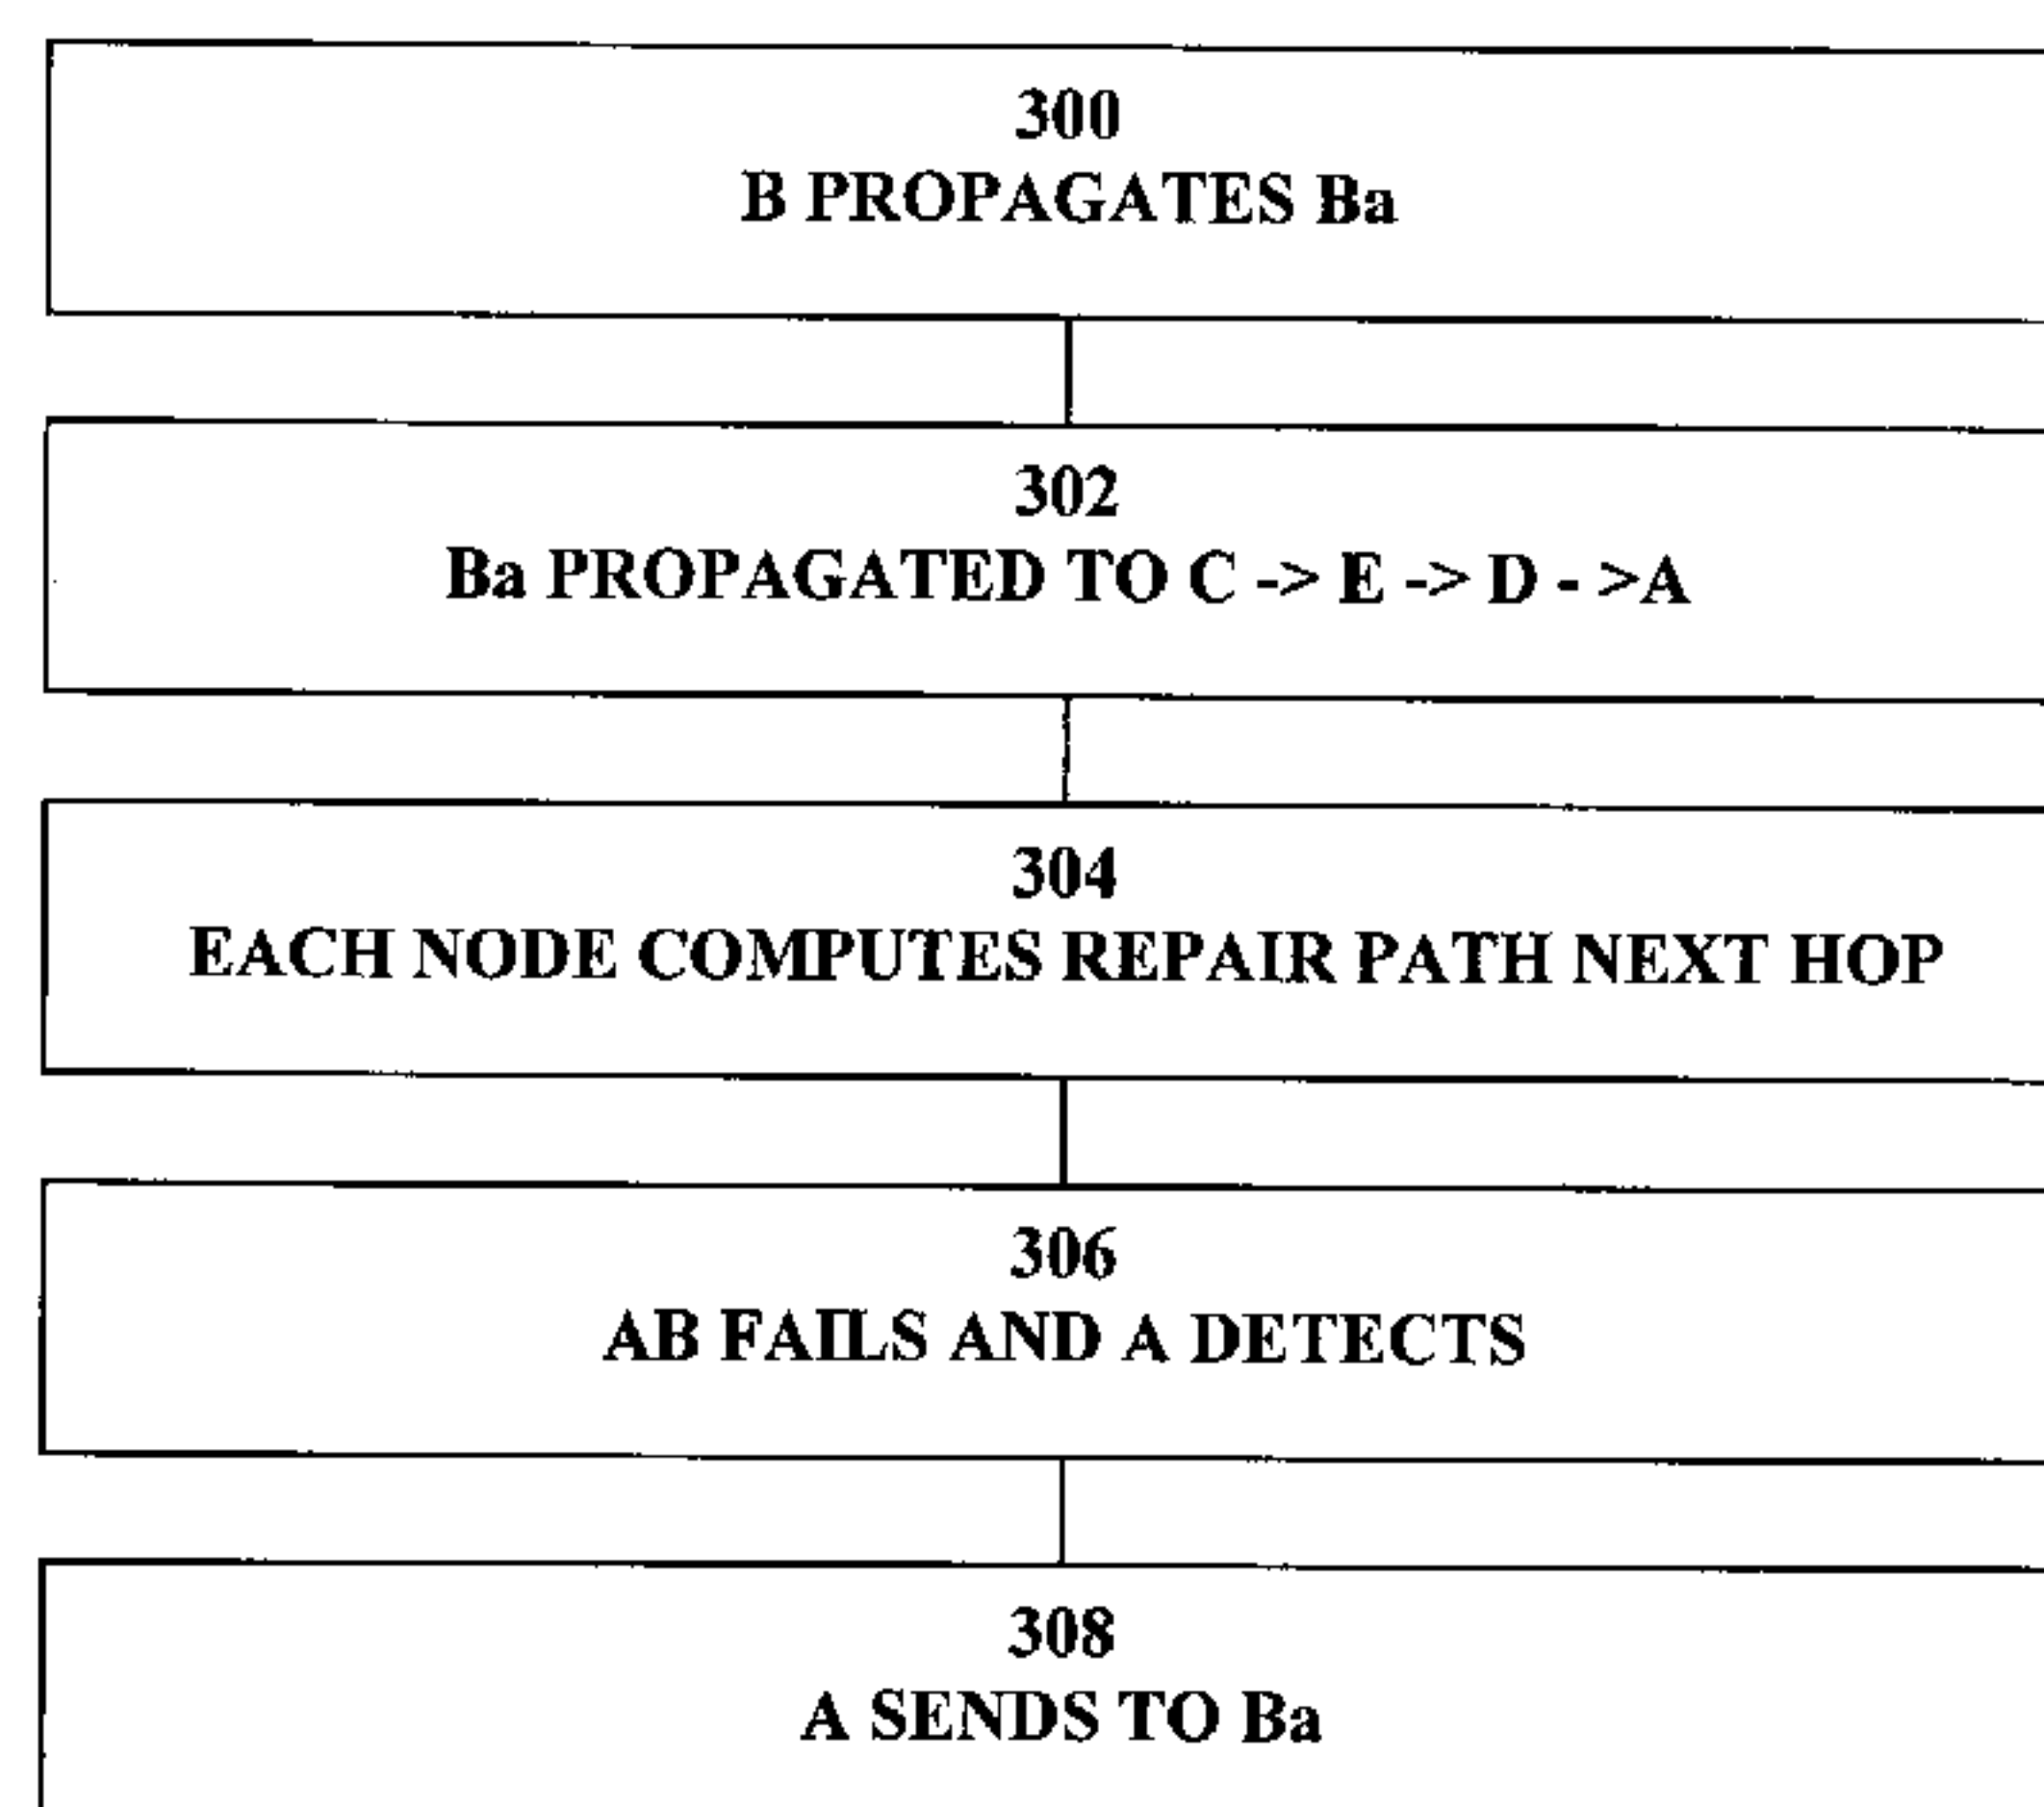 300
B PROPAGATES Ba
302
Ba PROPAGATED TO C -> E -> D - >A
304
EACH NODE COMPUTES REPAIR PATH NEXT HOP
306
AB FAILS AND A DETECTS
308
A SENDS TO Ba